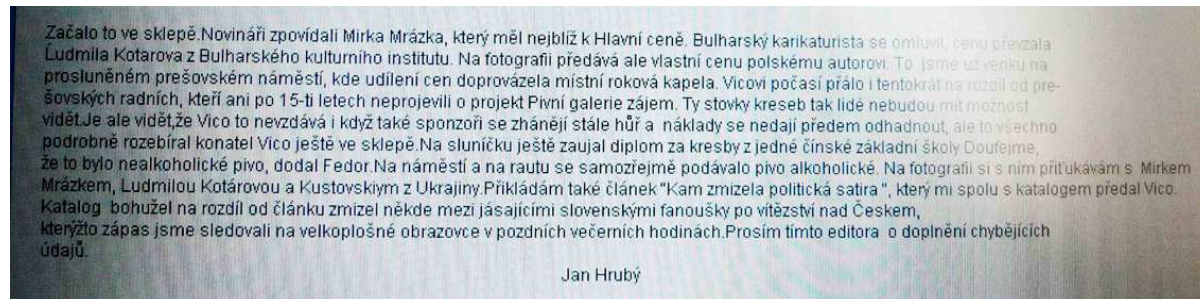 Začalo to ve sklepě.Novináři zpovídali Mirka Mrázka, který měl nejblíž k Hlavní ceně. Bulharský karikaturista se omluvil, cenu převzala
Ĺudmila Kotarova z Bulharského kulturního institutu. Na fotografii předává ale vlastní cenu polskému autorovi. To jsme už venku na
prosluněném prešovském náměstí, kde udílení cen doprovázela místní roková kapela. Vicovi počasí přálo i tentokrát na rozdíl od pre-
šovských radních, kteří ani po 15-ti letech neprojevili o projekt Pivní galerie zájem. Ty stovky kreseb tak lidé nebudou mít možnost
vidět.Je ale vidět,že Vico to nevzdává i když také sponzoři se zhánějí stále hůř a náklady se nedají předem odhadnout, ale to všechno
podrobně rozebíral konatel Vico ještě ve sklepě.Na sluníčku ještě zaujal diplom za kresby z jedné čínské základní školy.Doufejme,
že to bylo nealkoholické pivo, dodal Fedor.Na náměstí a na rautu se samozřejmě podávalo pivo alkoholické. Na fotografii si s ním přiťukávám s Mirkem
Mrázkem, Ludmilou Kotárovou a Kustovskiym z Ukrajiny.Přikládám také článek "Kam zmizela politická satira", který mi spolu s katalogem předal Vico.
Katalog bohužel na rozdíl od článku zmizel někde mezi jásajícími slovenskými fanoušky po vítězství nad Českem,
kterýžto zápas jsme sledovali na velkoplošné obrazovce v pozdních večerních hodinách.Prosím tímto editora o doplnění chybějících
údajů.
Jan Hrubý